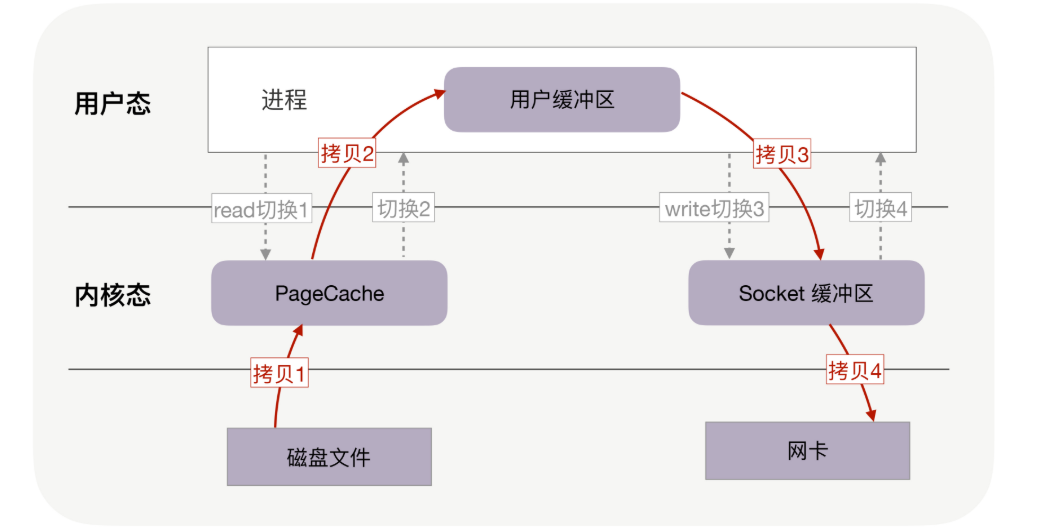 用户态
进程
用户缓冲区
拷贝2
拷贝3
read切换1
切换2
write切换3
切换4
内核态
PageCache
Socket 缓冲区
拷贝1
拷贝4
磁盘文件
网卡